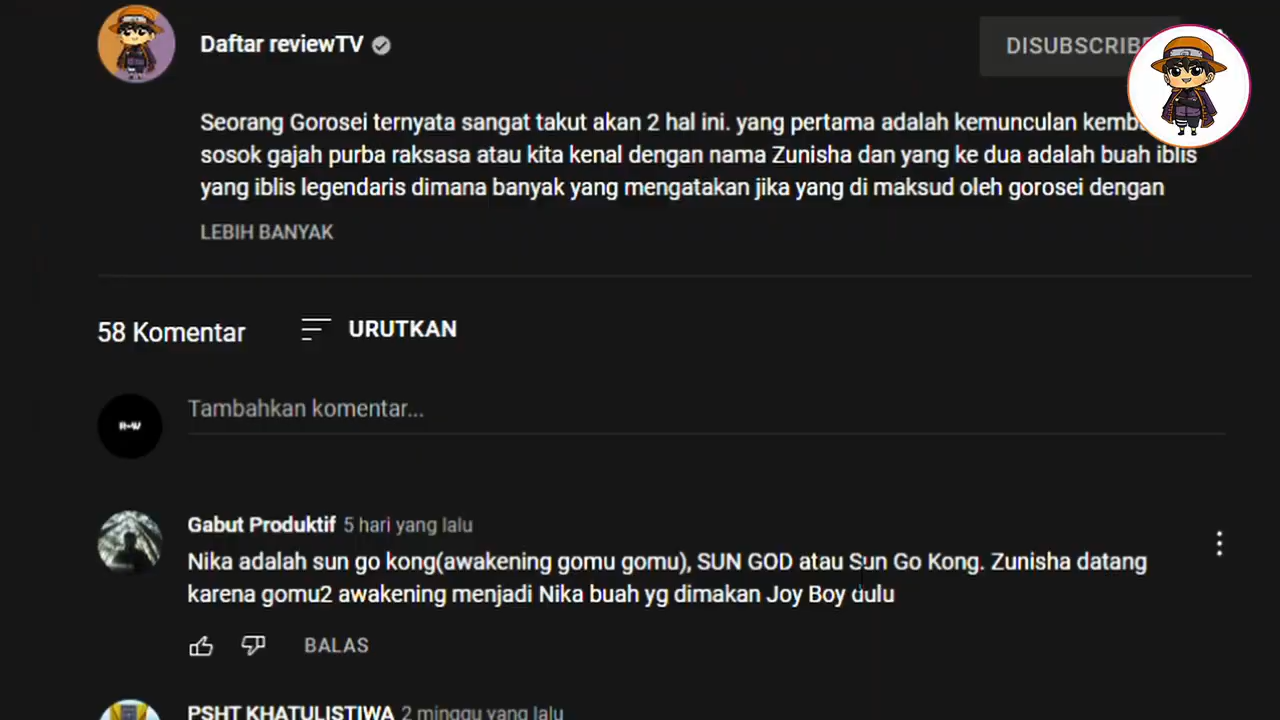 Daftar reviewTV
DISUBSCRIBE
Seorang Gorosei ternyata sangat takut akan 2 hal ini. yang pertama adalah kemunculan
sosok gajah purba raksasa atau kita kenal dengan nama Zunisha dan yang ke dua adalah buah iblis
yang iblis legendaris dimana banyak yang mengatakan jika yang di maksud oleh gorosei dengan
LEBIH BANYAK
58 Komentar
URUTKAN
Tambahkan komentar...
Gabut Produktif 5 hari yang lalu
Nika adalah sun go kong(awakening gomu gomu), SUN GOD atau Sun Go Kong. Zunisha datang
karena gomu2 awakening menjadi Nika buah yg dimakan Joy Boy dulu
BALAS
PSHT KHATULISTIWA 2 minggu yang lalu